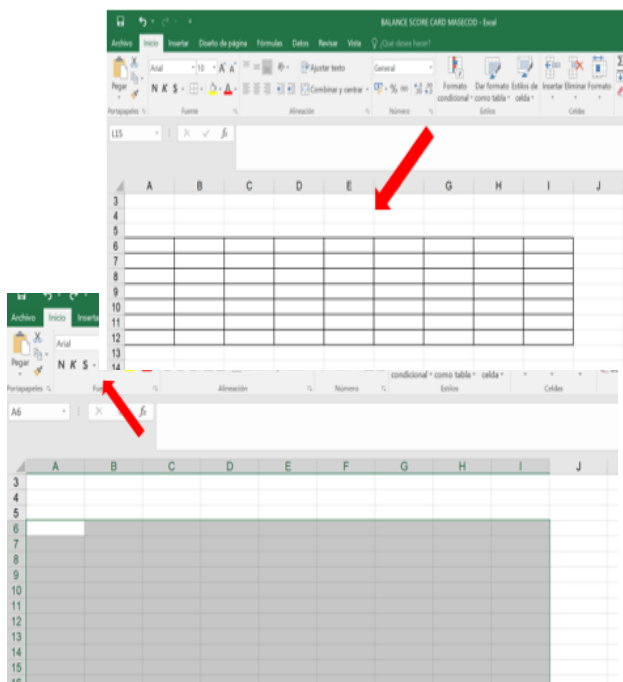 BALANCE SCORE CARD MASECOD - Excel
Archivo Inicio Insertar Diseño de página Fórmulas Datos Revisar Vista ¿Qué desea hacer?
Arial 10 Ajustar texto General
Pegar N K S Combinar y centrar % 000 Formato condicional Dar formato como tabla Estilos de celda Insertar Eliminar Formato
Portapapeles Fuente Alineación Número Estilos Celdas
L15 fx
A B C D E G H I J
3
4
5
6
7
8
9
10
11
12
13
14
Archivo Inicio Inserta
Arial
Pegar N K S
condicional como tabla celda
Portapapeles Alineación Número Estilos Celdas
A6 fx
A B C D E F G H I J
3
4
5
6
7
8
9
10
11
12
13
14
15
16